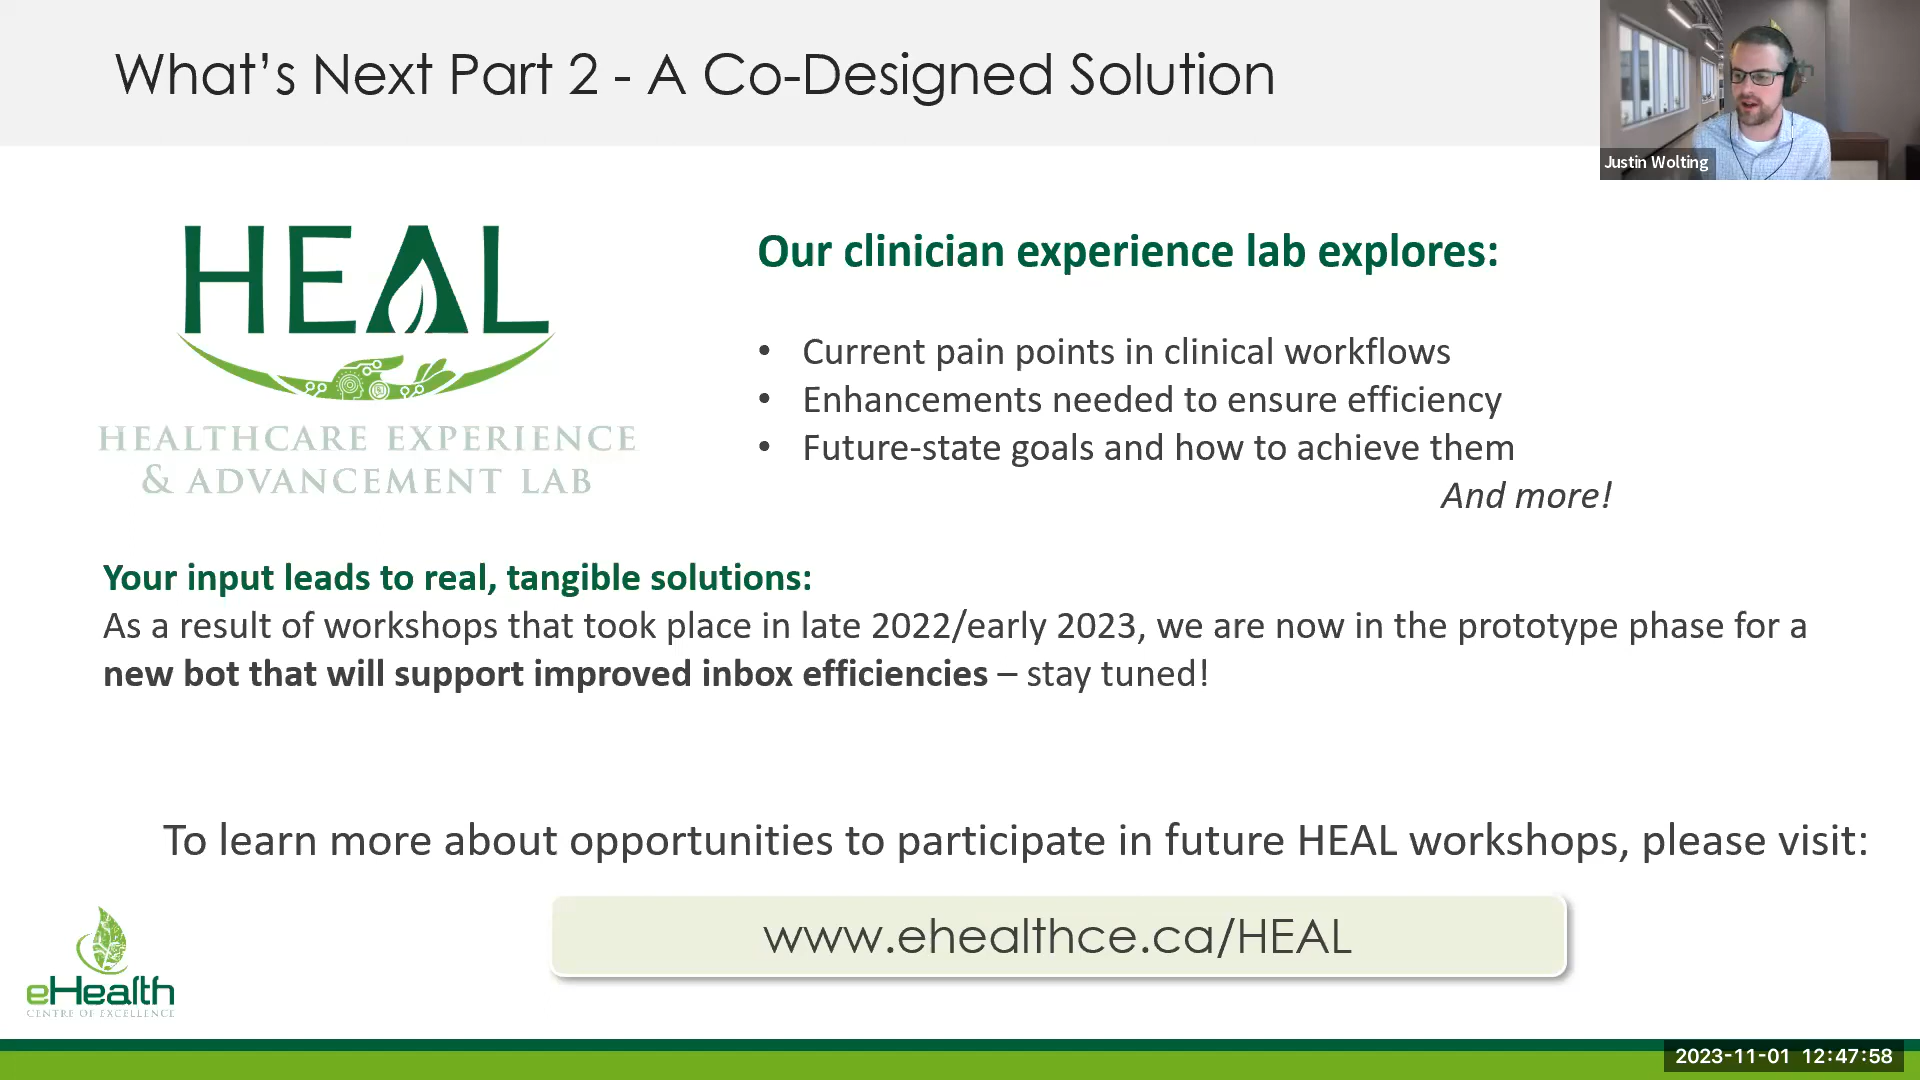 What's Next Part 2 - A Co-Designed Solution
Justin Wolting
HEAL
HEALTHCARE EXPERIENCE
& ADVANCEMENT LAB
Our clinician experience lab explores:
• Current pain points in clinical workflows
• Enhancements needed to ensure efficiency
• Future-state goals and how to achieve them
And more!
Your input leads to real, tangible solutions:
As a result of workshops that took place in late 2022/early 2023, we are now in the prototype phase for a
new bot that will support improved inbox efficiencies – stay tuned!
To learn more about opportunities to participate in future HEAL workshops, please visit:
www.ehealthce.ca/HEAL
eHealth
CENTRE OF EXCELLENCE
2023-11-01 12:47:58